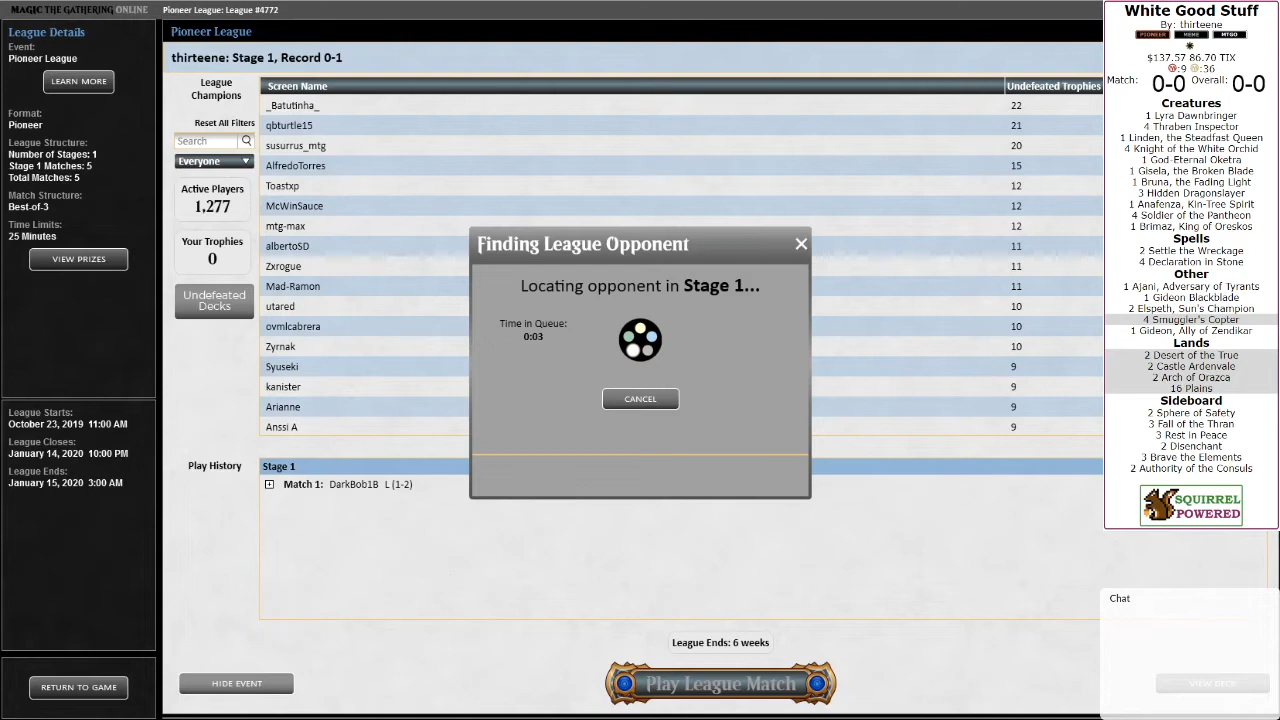 MAGIC THE GATHERING ONLINE
Pioneer League: League #4772
League Details
Event:
Pioneer League
LEARN MORE
Format:
Pioneer
League Structure:
Number of Stages: 1
Stage 1 Matches: 5
Total Matches: 5
Match Structure:
Best-of-3
Time Limits:
25 Minutes
VIEW PRIZES
League Starts:
October 23, 2019 11:00 AM
League Closes:
January 14, 2020 10:00 PM
League Ends:
January 15, 2020 3:00 AM
RETURN TO GAME
Pioneer League
thirteene: Stage 1, Record 0-1
League
Champions
Reset All Filters
Search
Everyone
Active Players
1,277
Your Trophies
0
Undefeated
Decks
Screen Name Undefeated Trophies
_Batutinha_ 22
qbturtle15 21
susurrus_mtg 20
AlfredoTorres 15
Toastxp 12
McWinSauce 12
mtg-max 12
albertoSD 11
Zxrogue 11
Mad-Ramon 11
utared 10
ovmlcabrera 10
Zyrnak 10
Syuseki 9
kanister 9
Arianne 9
Anssi A 9
Finding League Opponent
Locating opponent in Stage 1...
Time in Queue:
0:03
CANCEL
Play History
Stage 1
Match 1: DarkBob1B L (1-2)
League Ends: 6 weeks
HIDE EVENT
Play League Match
White Good Stuff
By: thirteene
PIONEER MEME MTGO
$137.57 86.70 TIX
:9 :36
Match: 0-0 Overall: 0-0
Creatures
1 Lyra Dawnbringer
4 Thraben Inspector
1 Linden, the Steadfast Queen
4 Knight of the White Orchid
1 God-Eternal Oketra
1 Gisela, the Broken Blade
1 Bruna, the Fading Light
3 Hidden Dragonslayer
1 Anafenza, Kin-Tree Spirit
4 Soldier of the Pantheon
1 Brimaz, King of Oreskos
Spells
2 Settle the Wreckage
4 Declaration in Stone
Other
1 Ajani, Adversary of Tyrants
1 Gideon Blackblade
2 Elspeth, Sun's Champion
4 Smuggler's Copter
1 Gideon, Ally of Zendikar
Lands
2 Desert of the True
2 Castle Ardenvale
2 Arch of Orazca
16 Plains
Sideboard
2 Sphere of Safety
3 Fall of the Thran
3 Rest in Peace
2 Disenchant
3 Brave the Elements
2 Authority of the Consuls
SQUIRREL
POWERED
Chat
VIEW DECK